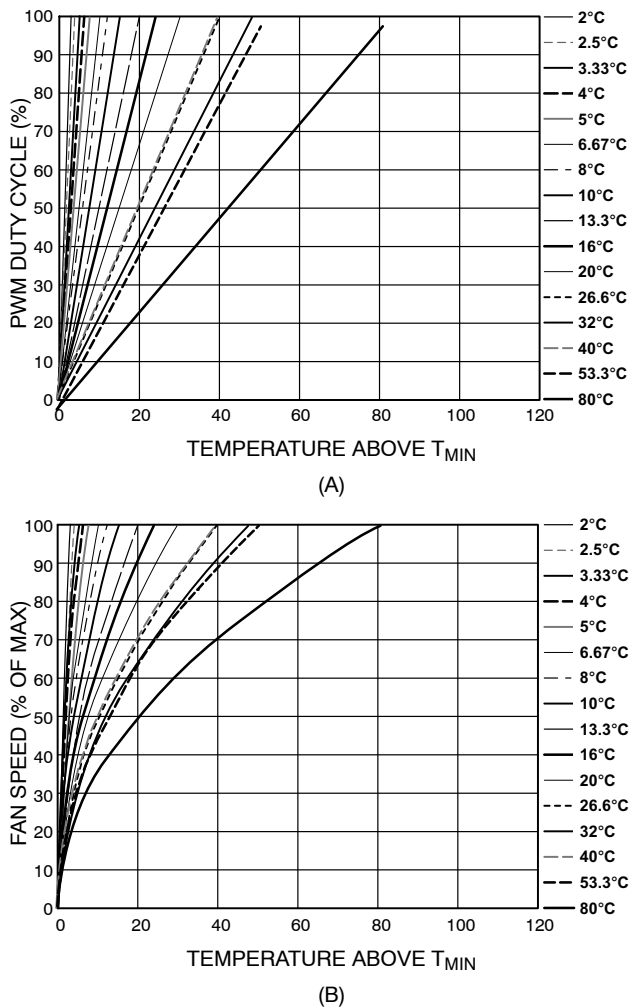 100
90
80
70
60
50
40
30
20
10
0
PWM DUTY CYCLE (%)
0 20 40 60 80 100 120
TEMPERATURE ABOVE TMIN
2°C
2.5°C
3.33°C
4°C
5°C
6.67°C
8°C
10°C
13.3°C
16°C
20°C
26.6°C
32°C
40°C
53.3°C
80°C
(A)
100
90
80
70
60
50
40
30
20
10
0
FAN SPEED (% OF MAX)
0 20 40 60 80 100 120
TEMPERATURE ABOVE TMIN
2°C
2.5°C
3.33°C
4°C
5°C
6.67°C
8°C
10°C
13.3°C
16°C
20°C
26.6°C
32°C
40°C
53.3°C
80°C
(B)